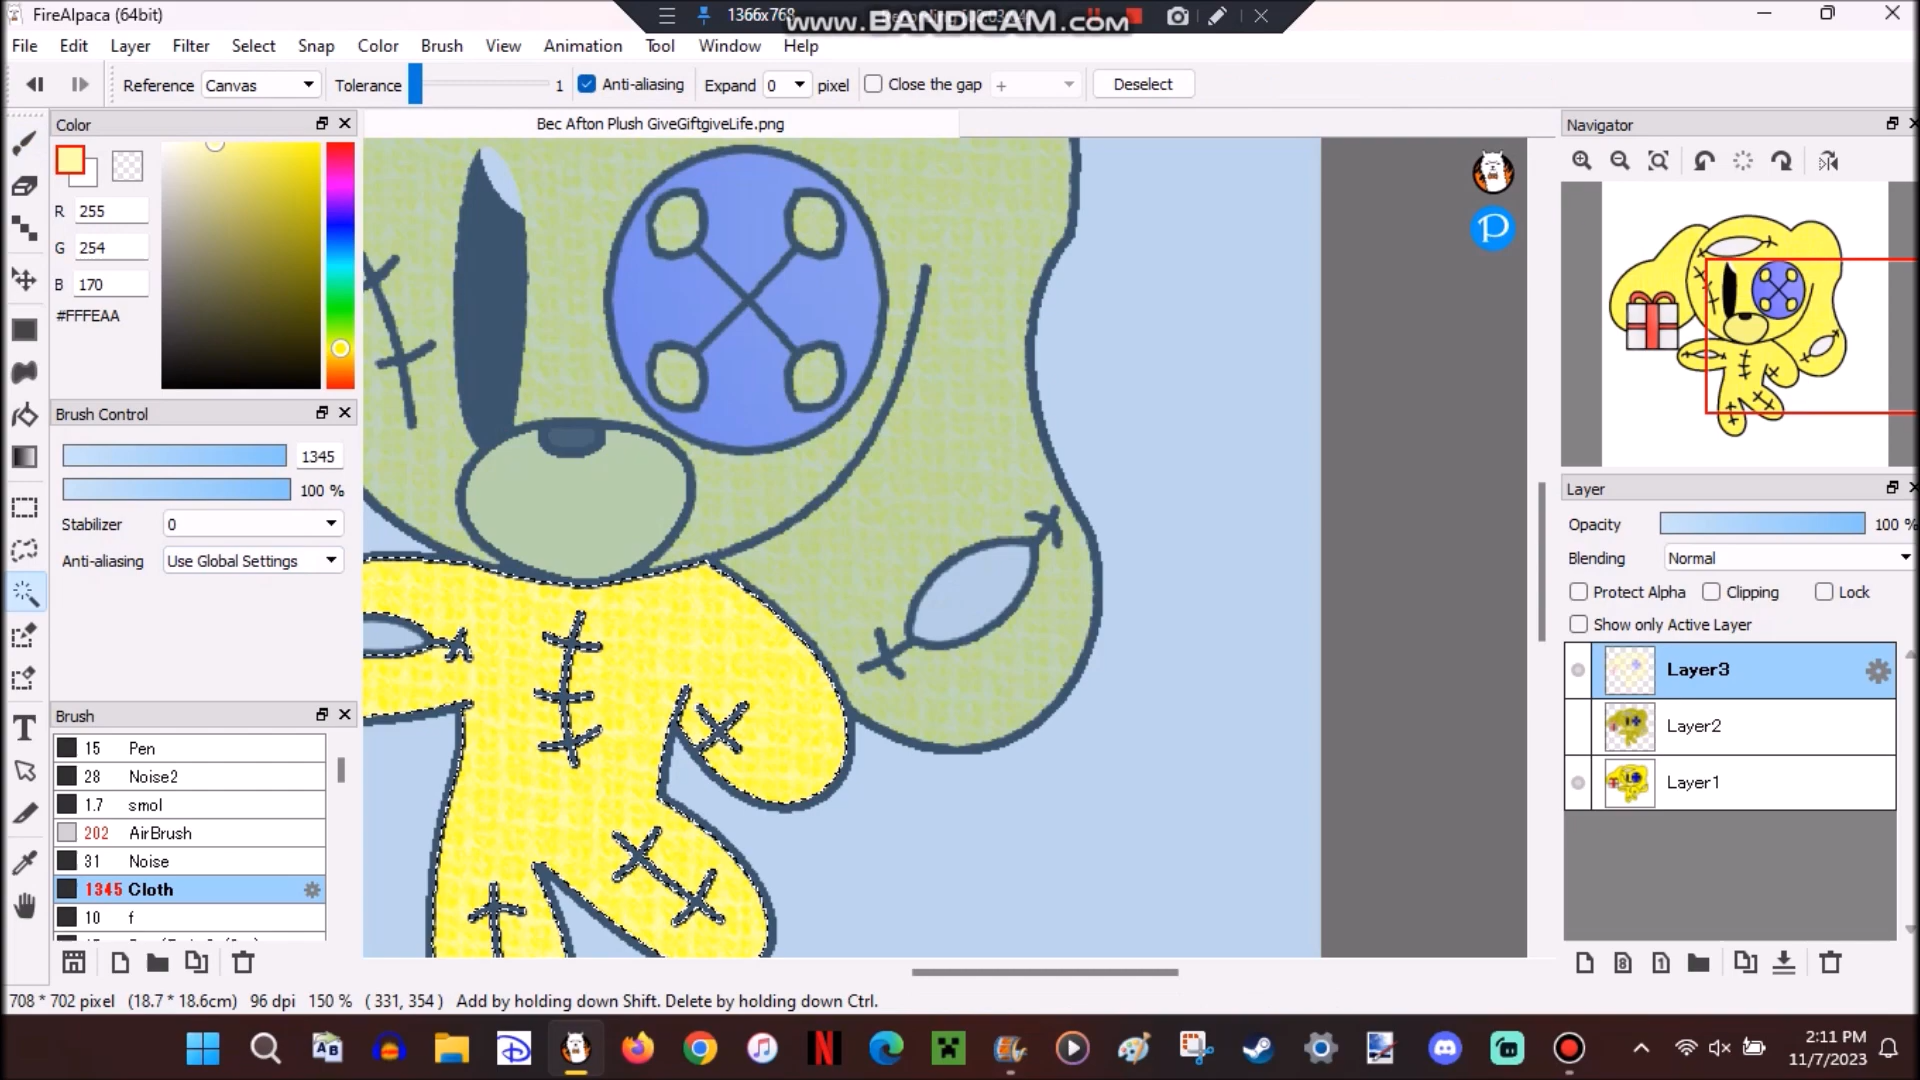 FireAlpaca (64bit)
1366x768
www.BANDICAM.com
File Edit Layer Filter Select Snap Color Brush View Animation Tool Window Help
Reference Canvas Tolerance 1 Anti-aliasing Expand 0 pixel Close the gap + Deselect
Color
Bec Afton Plush GiveGiftgiveLife.png
Navigator
R 255
G 254
B 170
#FFFEAA
Brush Control
1345
100 %
Stabilizer 0
Anti-aliasing Use Global Settings
Layer
Opacity 100 %
Blending Normal
Protect Alpha Clipping Lock
Show only Active Layer
Layer3
Layer2
Layer1
Brush
15 Pen
28 Noise2
1.7 smol
202 AirBrush
31 Noise
1345 Cloth
10 f
708 * 702 pixel (18.7 * 18.6cm) 96 dpi 150 % ( 331, 354 ) Add by holding down Shift. Delete by holding down Ctrl.
2:11 PM
11/7/2023